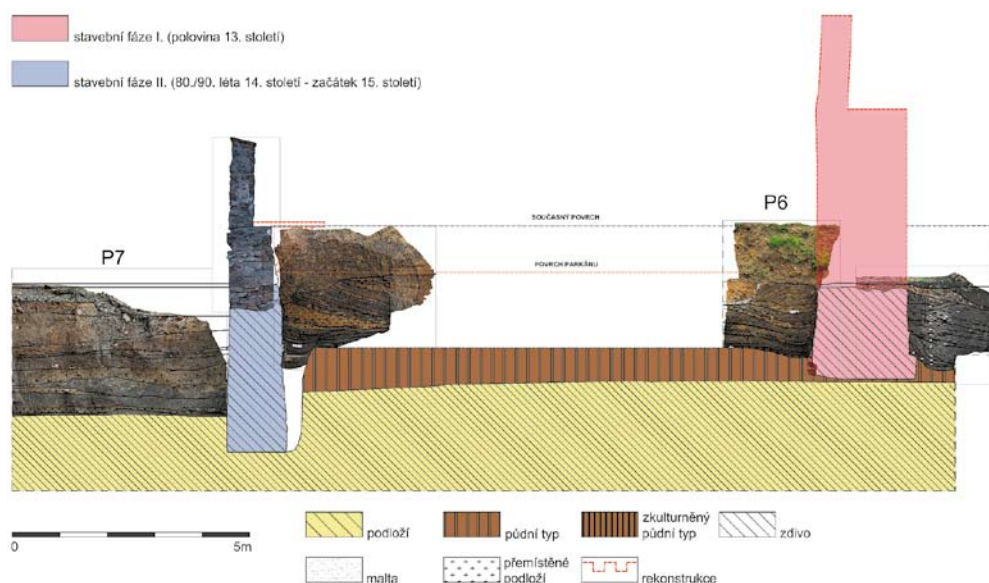 stavební fáze I. (polovina 13. století)
stavební fáze II. (80./90. léta 14. století - začátek 15. století)
P7
P6
SOUČASNÝ POVRCH
POVRCH PARKÁNU
0
5m
podloží
půdní typ
zkulturněný
půdní typ
zdivo
malta
přemístěné
podloží
rekonstrukce